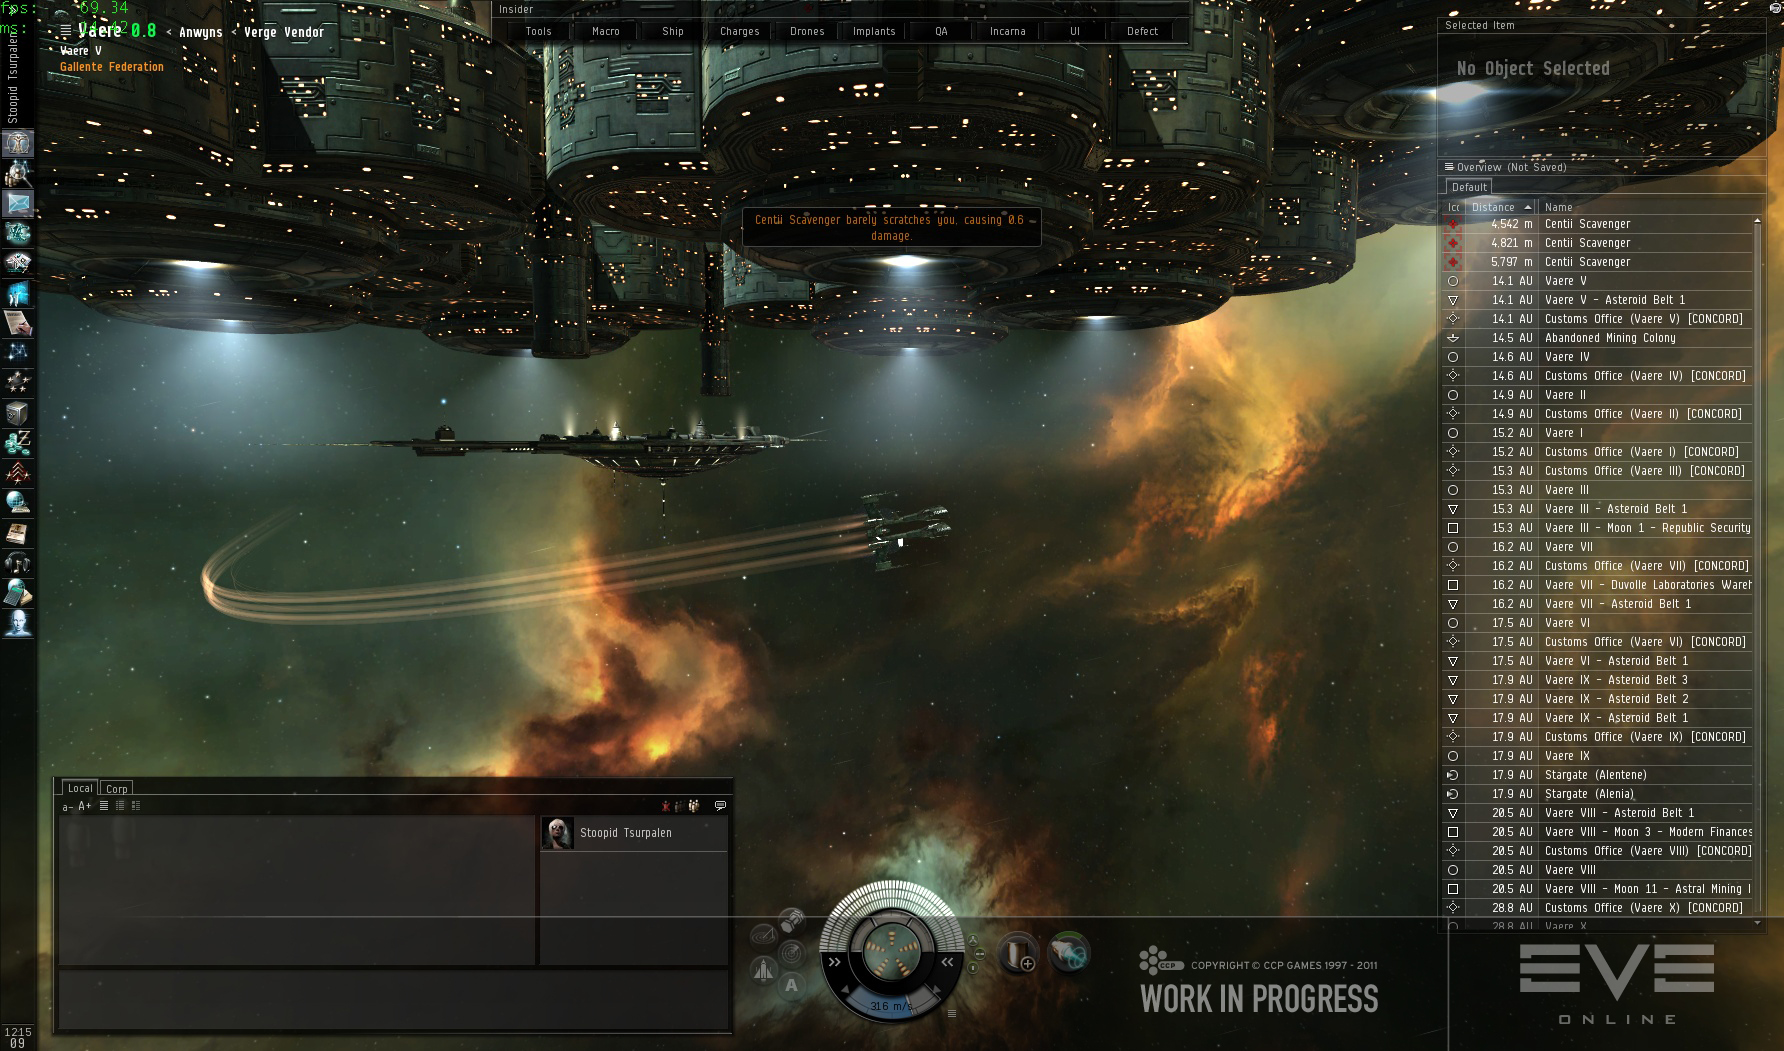 fps: 69.34
ms:
Vaere 0.8 < Anwyns < Verge Vendor
Vaere V
Gallente Federation
Stoopid Tsurpalen
Insider
Tools Macro Ship Charges Drones Implants QA Incarna UI Defect
Selected Item
No Object Selected
Centii Scavenger barely scratches you, causing 0.6
damage.
Overview (Not Saved)
Default
Distance Name
4.542 m Centii Scavenger
4.821 m Centii Scavenger
5.797 m Centii Scavenger
14.1 AU Vaere V
14.1 AU Vaere V - Asteroid Belt 1
14.1 AU Customs Office (Vaere V) [CONCORD]
14.5 AU Abandoned Mining Colony
14.6 AU Vaere IV
14.6 AU Customs Office (Vaere IV) [CONCORD]
14.9 AU Vaere II
14.9 AU Customs Office (Vaere II) [CONCORD]
15.2 AU Vaere I
15.2 AU Customs Office (Vaere I) [CONCORD]
15.3 AU Customs Office (Vaere III) [CONCORD]
15.3 AU Vaere III
15.3 AU Vaere III - Asteroid Belt 1
15.3 AU Vaere III - Moon 1 - Republic Security
16.2 AU Vaere VII
16.2 AU Customs Office (Vaere VII) [CONCORD]
16.2 AU Vaere VII - Duvolle Laboratories Wareh
16.2 AU Vaere VII - Asteroid Belt 1
17.5 AU Vaere VI
17.5 AU Customs Office (Vaere VI) [CONCORD]
17.5 AU Vaere VI - Asteroid Belt 1
17.9 AU Vaere IX - Asteroid Belt 3
17.9 AU Vaere IX - Asteroid Belt 2
17.9 AU Vaere IX - Asteroid Belt 1
17.9 AU Customs Office (Vaere IX) [CONCORD]
17.9 AU Vaere IX
17.9 AU Stargate (Alentene)
17.9 AU Stargate (Alenia)
20.5 AU Vaere VIII - Asteroid Belt 1
20.5 AU Vaere VIII - Moon 3 - Modern Finances
20.5 AU Customs Office (Vaere VIII) [CONCORD]
20.5 AU Vaere VIII
20.5 AU Vaere VIII - Moon 11 - Astral Mining I
28.8 AU Customs Office (Vaere X) [CONCORD]
28.8 AU Vaere X
Local Corp
a- A+
Stoopid Tsurpalen
A
316 m/s
CCP COPYRIGHT © CCP GAMES 1997 - 2011
WORK IN PROGRESS
EVE
ONLINE
1215
09